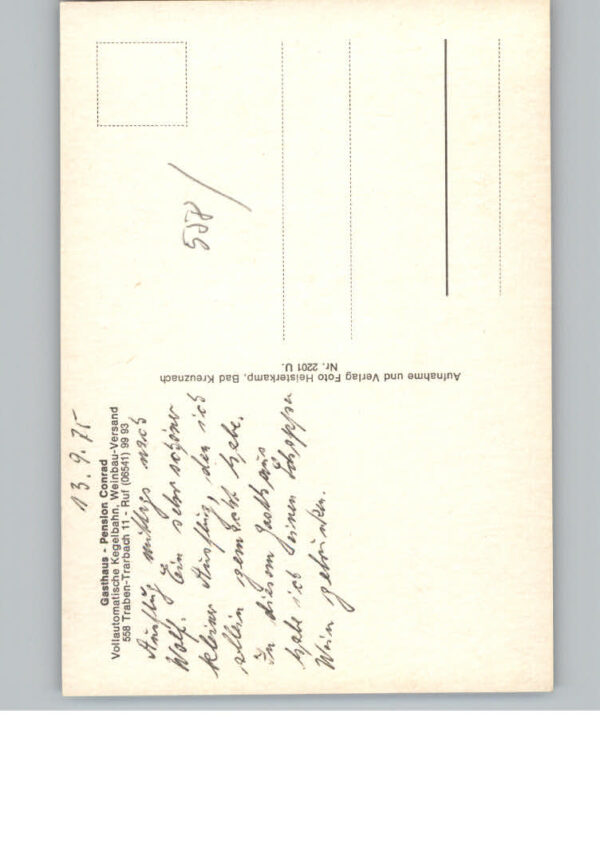 13.9.75
Gasthaus - Pension Conrad
Vollautomatische Kegelbahn, Weinbau-Versand
558 Traben-Trarbach 11 - Ruf (06541) 99 93
Ausflug mittags nach
Wolf. Ein sehr schöner
kleiner Ausflug, den ich
allein gemacht habe.
In diesem Gasthaus
habe ich einen Schoppen
Wein getrunken.
Aufnahme und Verlag Foto Heisterkamp, Bad Kreuznach
Nr. 2201 U.
558/